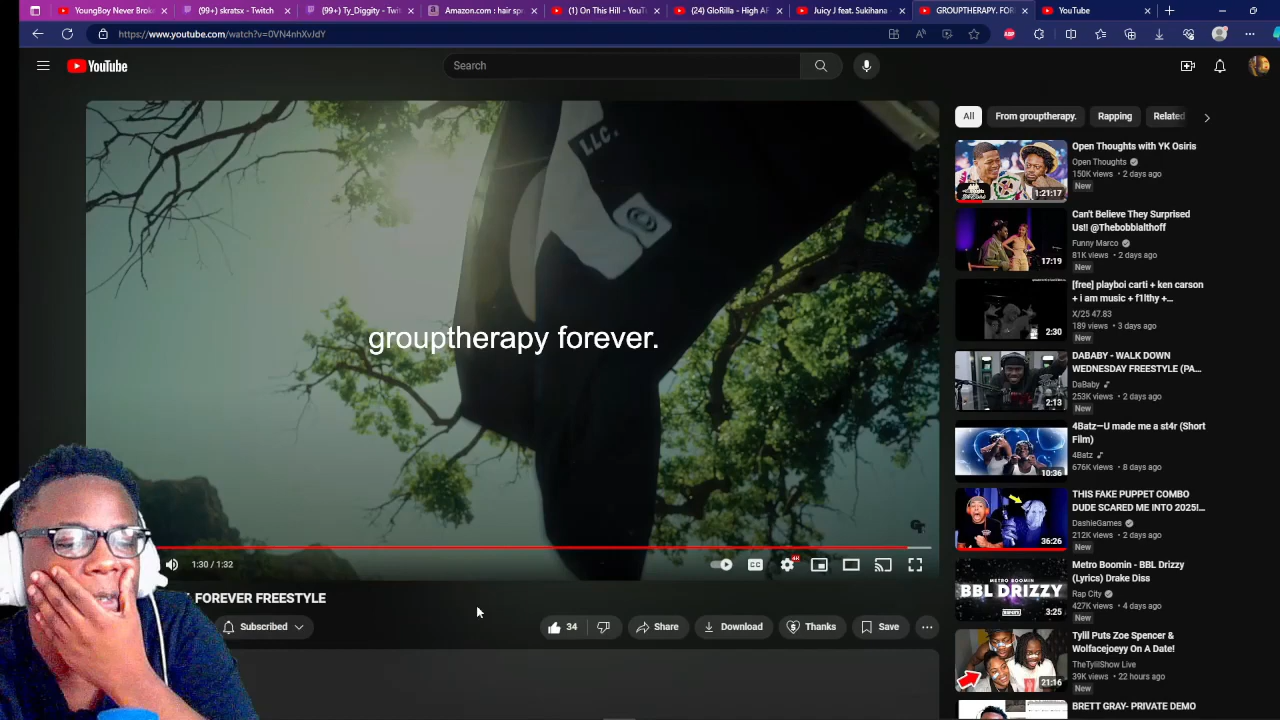 YoungBoy Never Broke
(99+) skratsx - Twitch
(99+) Ty_Diggity - Twitc
Amazon.com : hair sp
(1) On This Hill - YouTu
(24) GloRilla - High AF
Juicy J feat. Sukihana -
GROUPTHERAPY. FOR
YouTube
https://www.youtube.com/watch?v=0VN4nhXvJdY
YouTube
Search
LLC.
grouptherapy forever.
1:30 / 1:32
CC
4K
FOREVER FREESTYLE
Subscribed
34
Share
Download
Thanks
Save
All
From grouptherapy.
Rapping
Related
Open Thoughts with YK Osiris
Open Thoughts
150K views • 2 days ago
New
1:21:17
Can't Believe They Surprised
Us!! @Thebobbialthoff
Funny Marco
81K views • 2 days ago
New
17:19
[free] playboi carti + ken carson
+ i am music + f1lthy +...
X/25 47.83
189 views • 3 days ago
New
2:30
DABABY - WALK DOWN
WEDNESDAY FREESTYLE (PA...
DaBaby
253K views • 2 days ago
New
2:13
4Batz—U made me a st4r (Short
Film)
4Batz
676K views • 8 days ago
10:36
THIS FAKE PUPPET COMBO
DUDE SCARED ME INTO 2025!...
DashieGames
212K views • 2 days ago
New
36:26
Metro Boomin - BBL Drizzy
(Lyrics) Drake Diss
Rap City
427K views • 4 days ago
New
METRO BOOMIN
BBL DRIZZY
3:25
Tylil Puts Zoe Spencer &
Wolfacejoeyy On A Date!
TheTylilShow Live
39K views • 22 hours ago
New
21:16
BRETT GRAY- PRIVATE DEMO